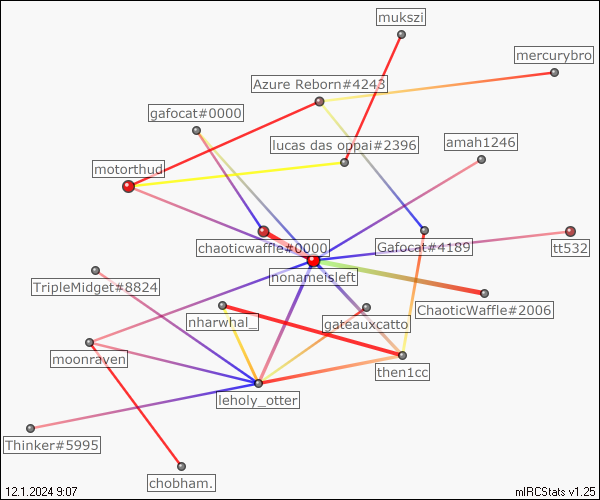 mukszi
mercurybro
Azure Reborn#4243
gafocat#0000
lucas das oppai#2396
amah1246
motorthud
chaoticwaffle#0000
Gafocat#4189
tt532
nonameisleft
TripleMidget#8824
ChaoticWaffle#2006
nharwhal_
gateauxcatto
moonraven
then1cc
leholy_otter
Thinker#5995
chobham.
12.1.2024 9:07
mIRCStats v1.25